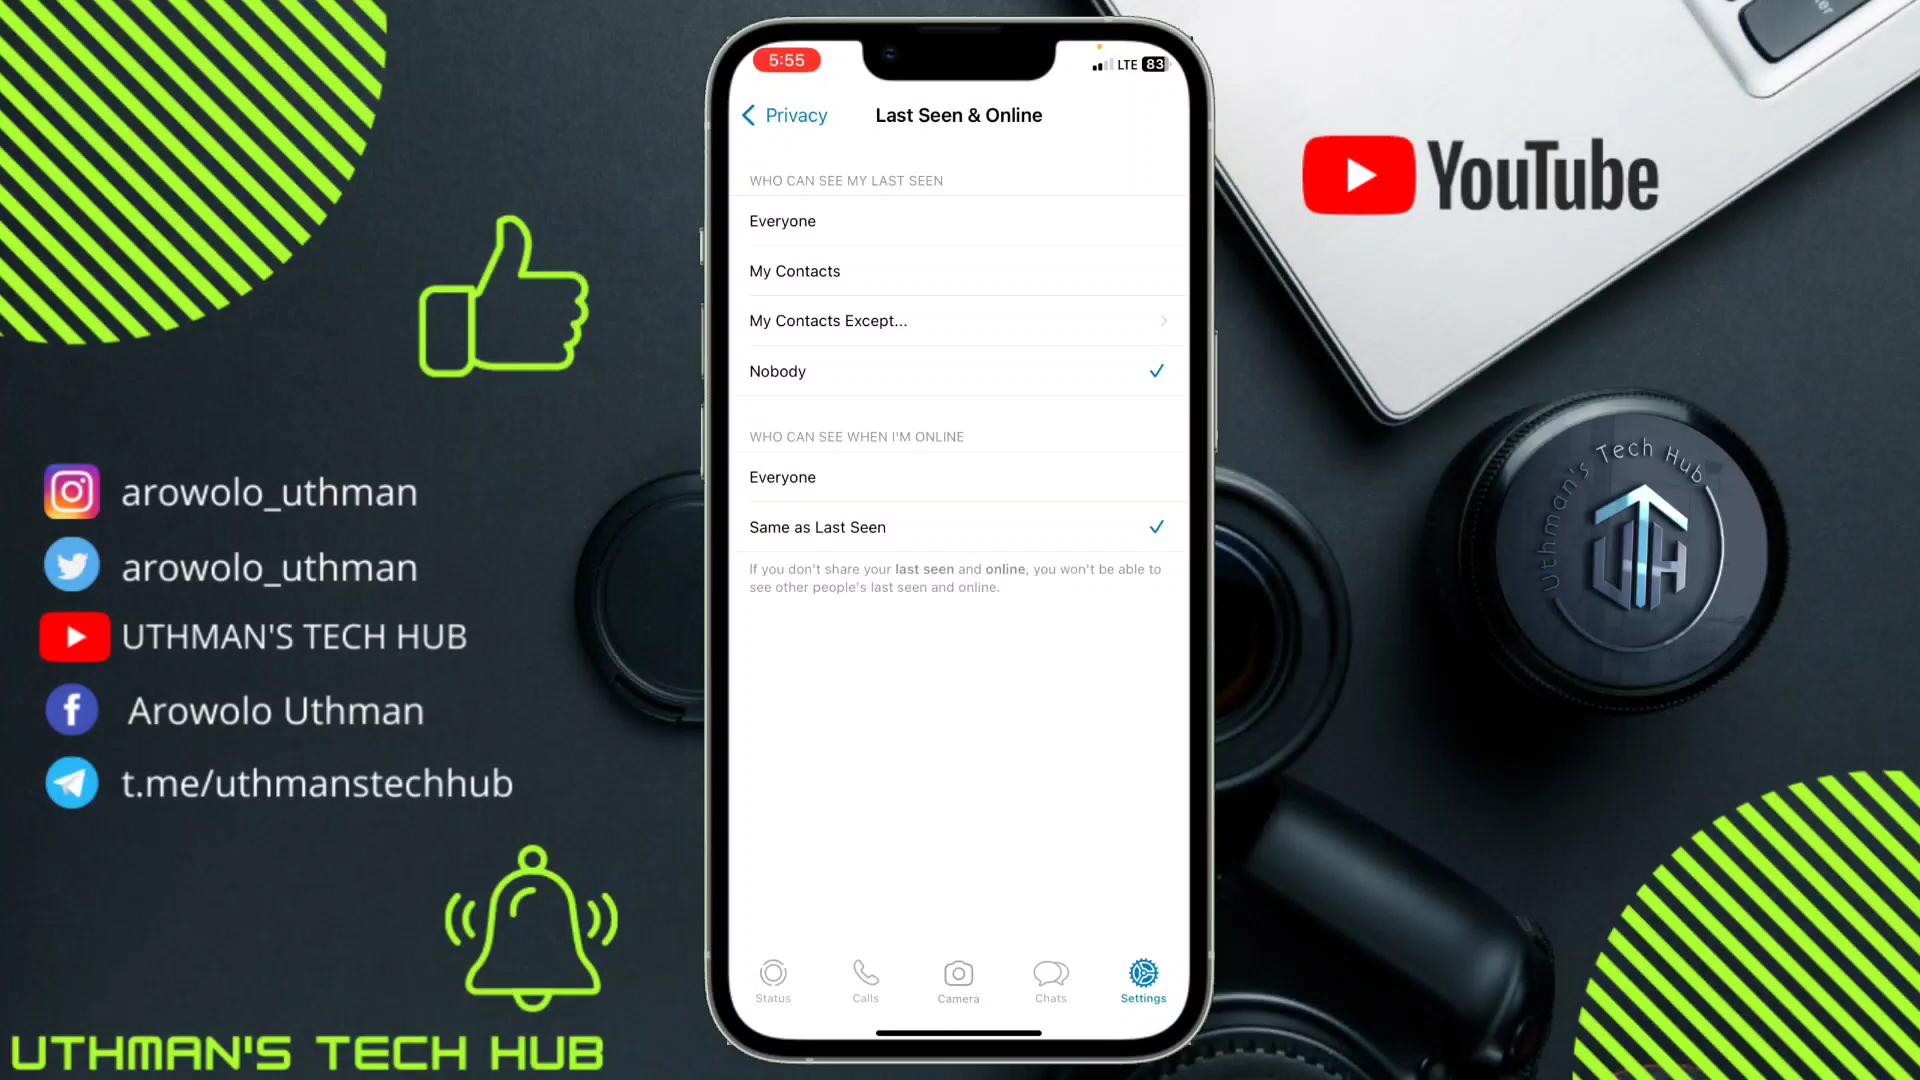 5:55
LTE 83
Privacy
Last Seen & Online
WHO CAN SEE MY LAST SEEN
Everyone
My Contacts
My Contacts Except...
Nobody
WHO CAN SEE WHEN I'M ONLINE
Everyone
Same as Last Seen
If you don't share your last seen and online, you won't be able to
see other people's last seen and online.
Status
Calls
Camera
Chats
Settings
arowolo_uthman
arowolo_uthman
UTHMAN'S TECH HUB
Arowolo Uthman
t.me/uthmanstechhub
UTHMAN'S TECH HUB
YouTube
Uthman's Tech Hub
UTH